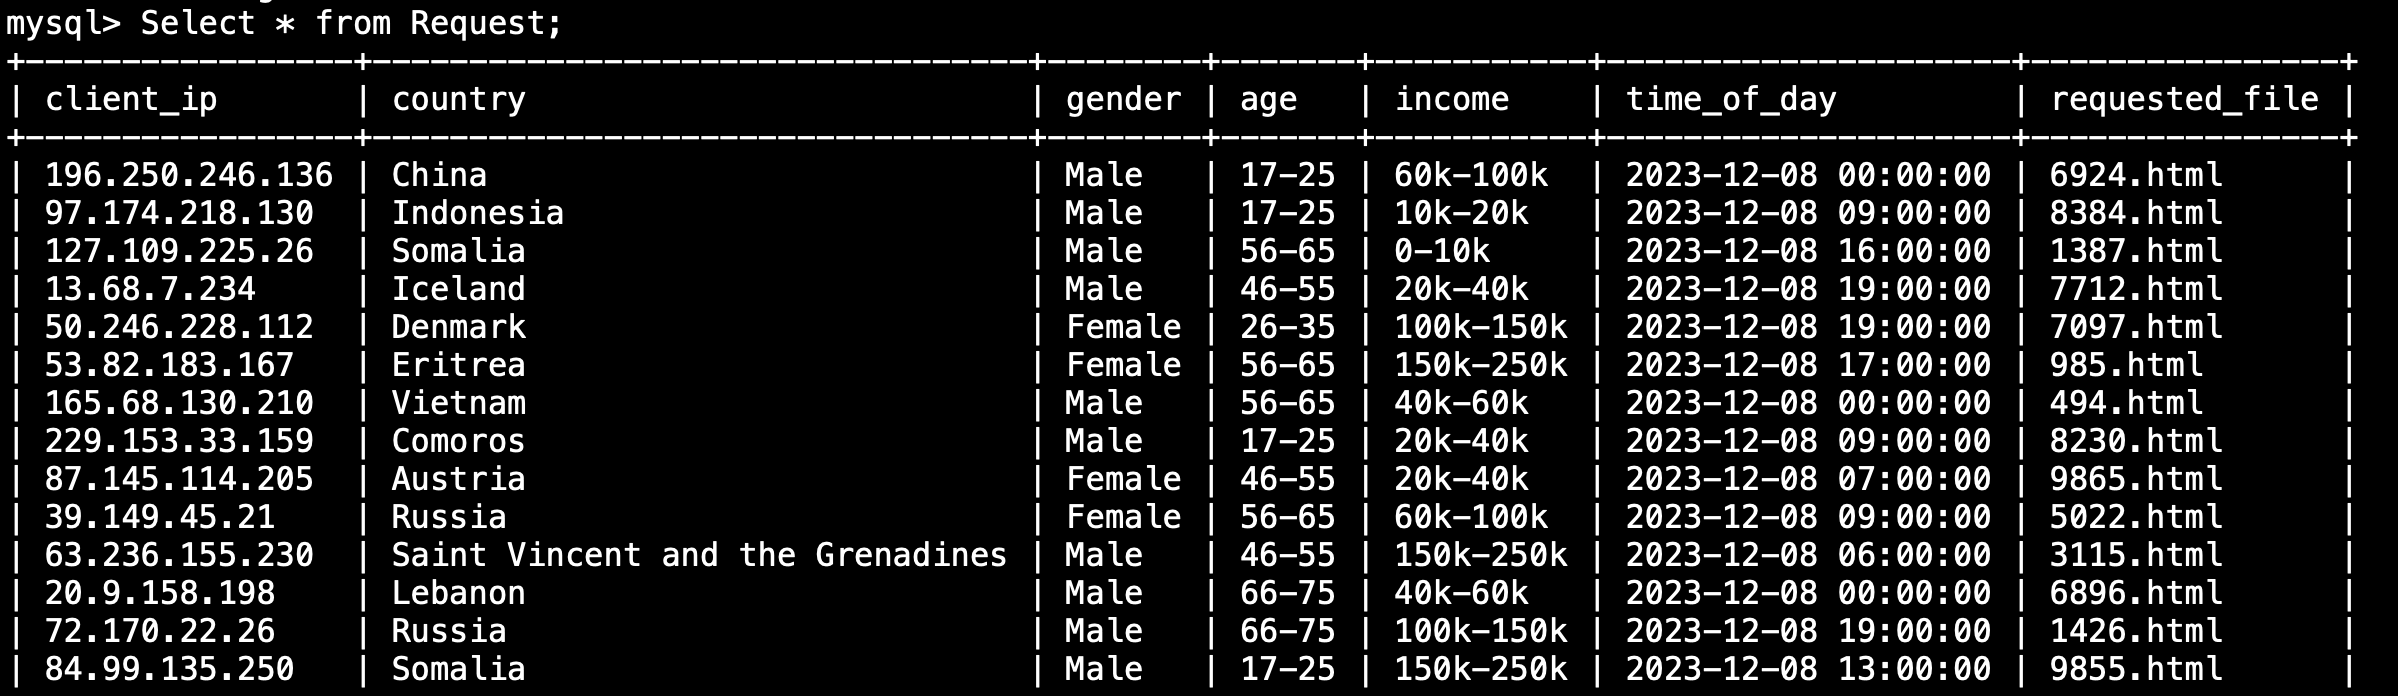 mysql> Select * from Request;
+-----------------+----------------------------------+--------+-------+-----------+---------------------+----------------+
| client_ip | country | gender | age | income | time_of_day | requested_file |
+-----------------+----------------------------------+--------+-------+-----------+---------------------+----------------+
| 196.250.246.136 | China | Male | 17-25 | 60k-100k | 2023-12-08 00:00:00 | 6924.html |
| 97.174.218.130 | Indonesia | Male | 17-25 | 10k-20k | 2023-12-08 09:00:00 | 8384.html |
| 127.109.225.26 | Somalia | Male | 56-65 | 0-10k | 2023-12-08 16:00:00 | 1387.html |
| 13.68.7.234 | Iceland | Male | 46-55 | 20k-40k | 2023-12-08 19:00:00 | 7712.html |
| 50.246.228.112 | Denmark | Female | 26-35 | 100k-150k | 2023-12-08 19:00:00 | 7097.html |
| 53.82.183.167 | Eritrea | Female | 56-65 | 150k-250k | 2023-12-08 17:00:00 | 985.html |
| 165.68.130.210 | Vietnam | Male | 56-65 | 40k-60k | 2023-12-08 00:00:00 | 494.html |
| 229.153.33.159 | Comoros | Male | 17-25 | 20k-40k | 2023-12-08 09:00:00 | 8230.html |
| 87.145.114.205 | Austria | Female | 46-55 | 20k-40k | 2023-12-08 07:00:00 | 9865.html |
| 39.149.45.21 | Russia | Female | 56-65 | 60k-100k | 2023-12-08 09:00:00 | 5022.html |
| 63.236.155.230 | Saint Vincent and the Grenadines | Male | 46-55 | 150k-250k | 2023-12-08 06:00:00 | 3115.html |
| 20.9.158.198 | Lebanon | Male | 66-75 | 40k-60k | 2023-12-08 00:00:00 | 6896.html |
| 72.170.22.26 | Russia | Male | 66-75 | 100k-150k | 2023-12-08 19:00:00 | 1426.html |
| 84.99.135.250 | Somalia | Male | 17-25 | 150k-250k | 2023-12-08 13:00:00 | 9855.html |